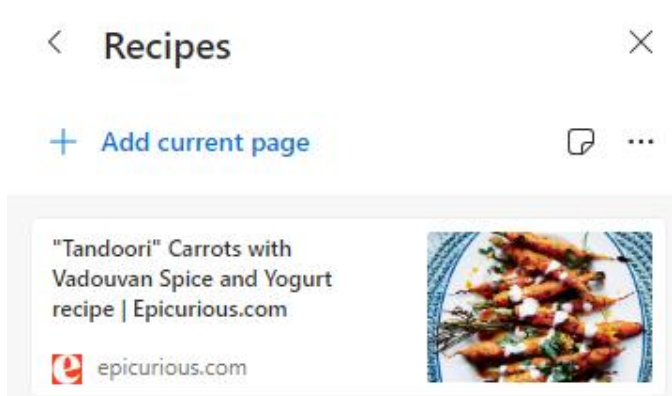 Recipes
Add current page
"Tandoori" Carrots with
Vadouvan Spice and Yogurt
recipe | Epicurious.com
e epicurious.com